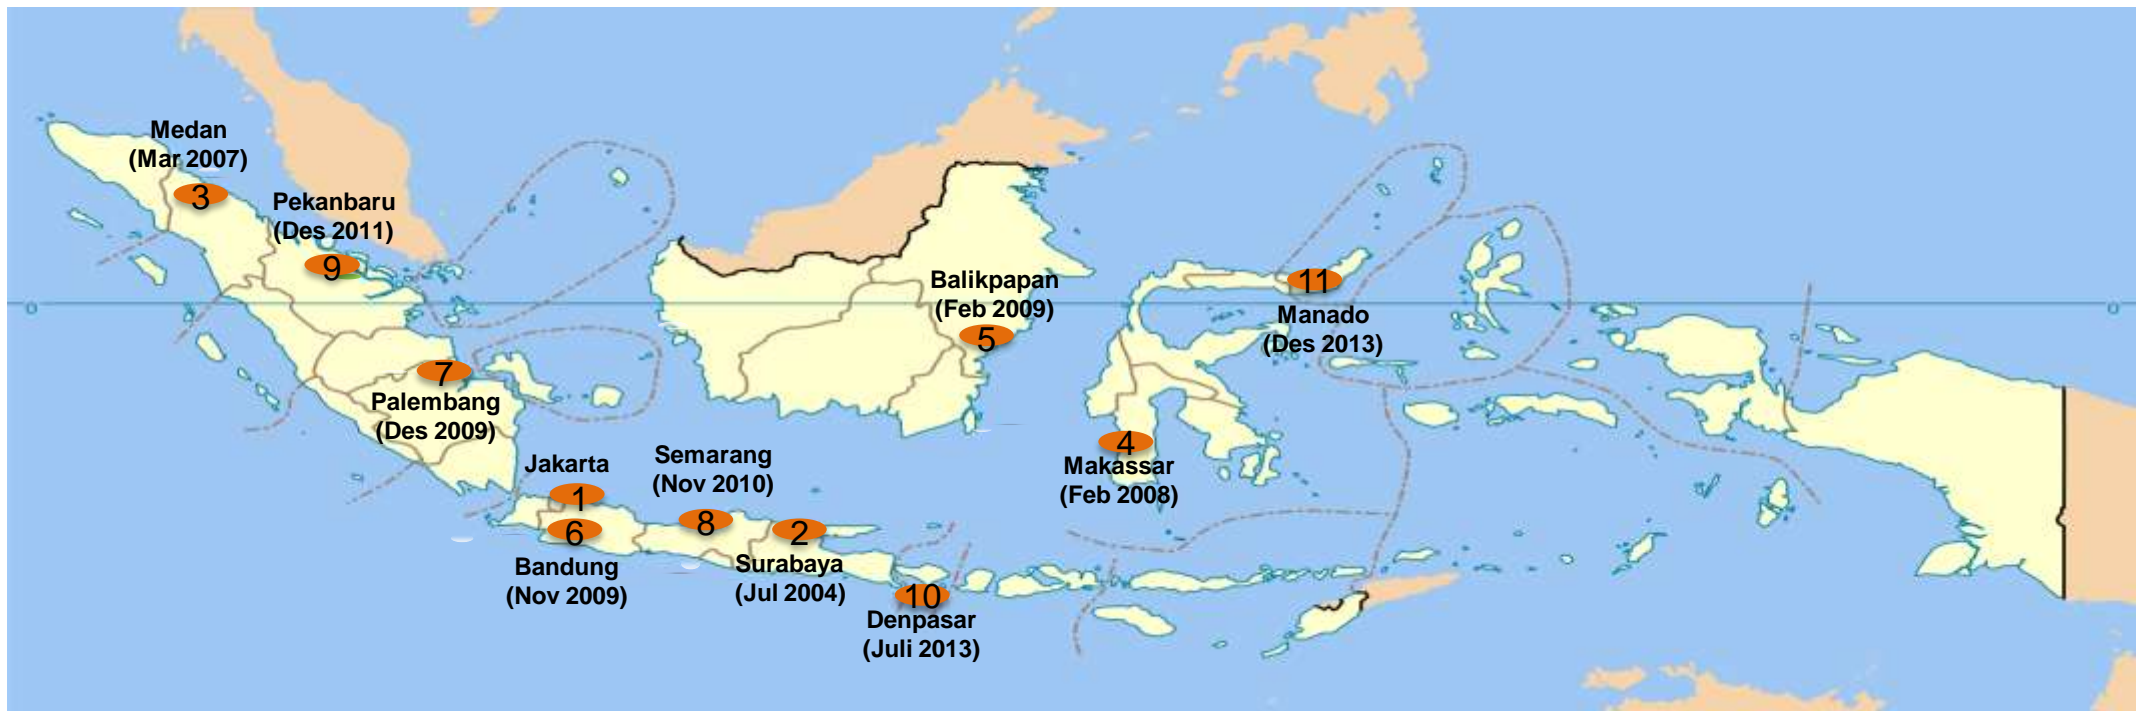 Medan
(Mar 2007)
3
Pekanbaru
(Des 2011)
9
Balikpapan
(Feb 2009)
5
11
Manado
(Des 2013)
0
0
7
Palembang
(Des 2009)
4
Makassar
(Feb 2008)
Jakarta
1
6
Bandung
(Nov 2009)
Semarang
(Nov 2010)
8
2
Surabaya
(Jul 2004)
10
Denpasar
(Juli 2013)